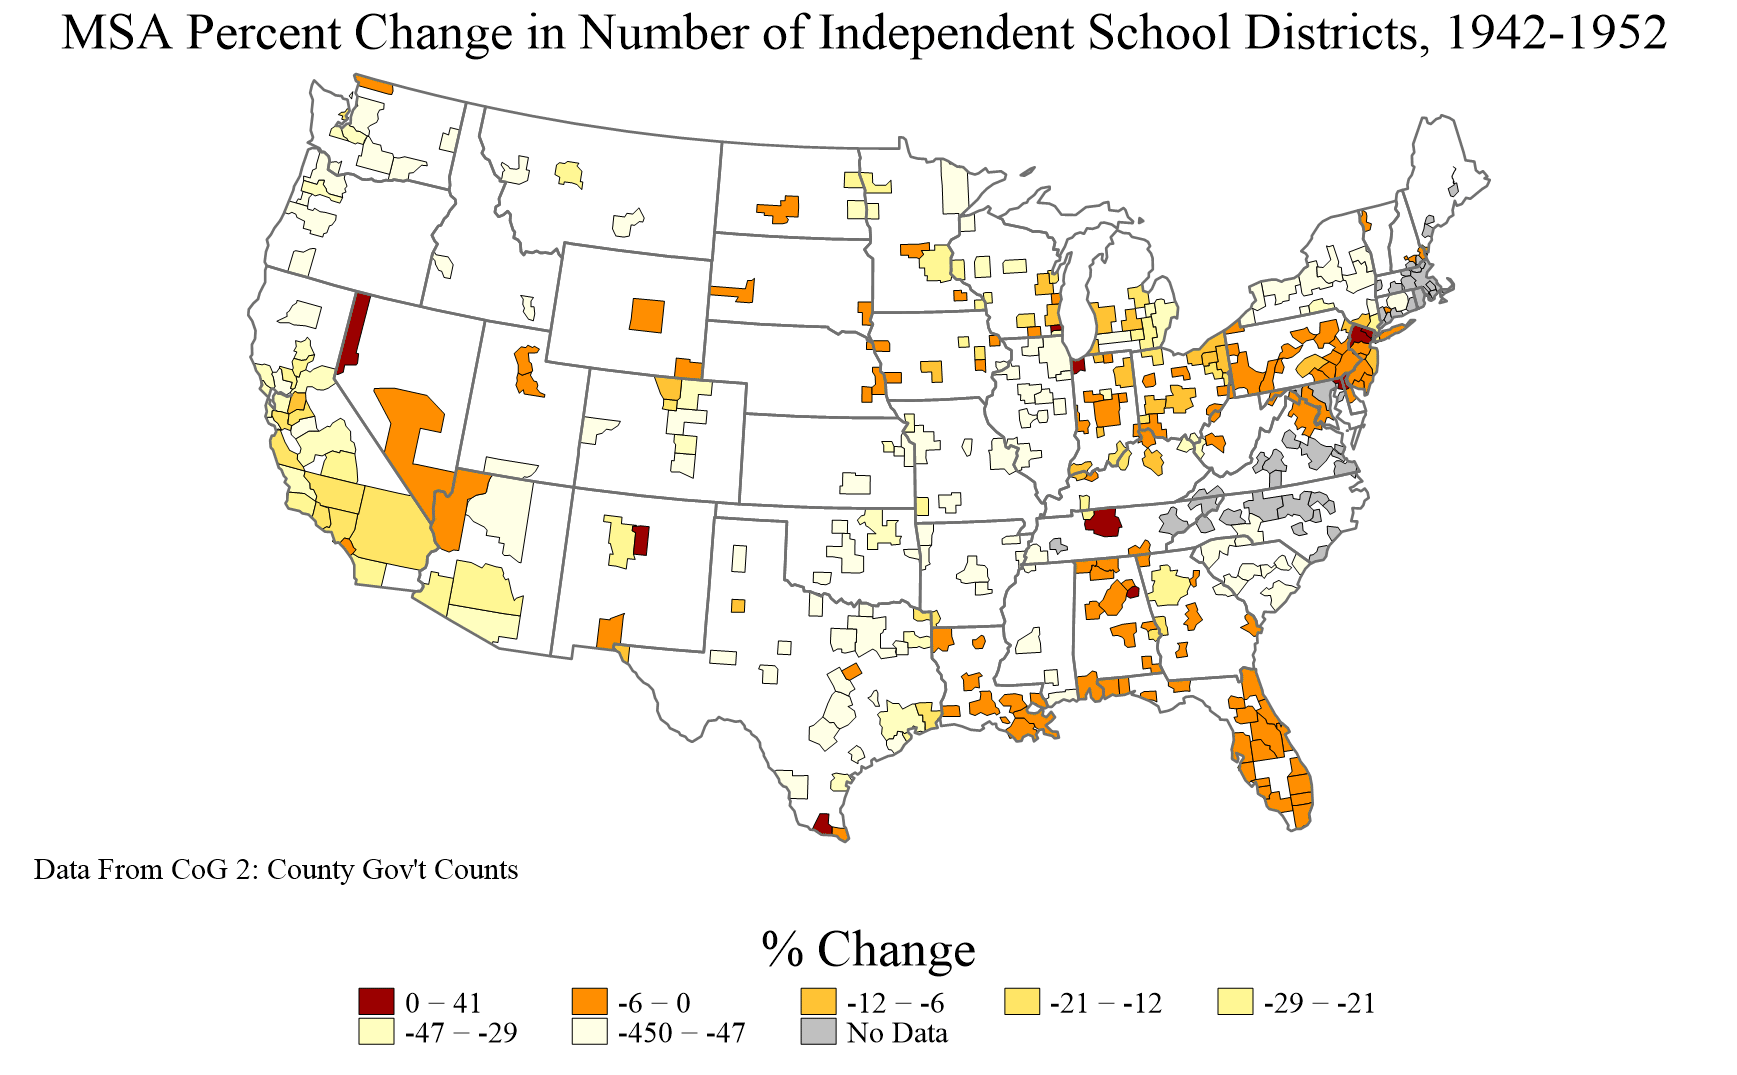 MSA Percent Change in Number of Independent School Districts, 1942-1952
Data From CoG 2: County Gov't Counts
% Change
0 − 41
-6 − 0
-12 − -6
-21 − -12
-29 − -21
-47 − -29
-450 − -47
No Data